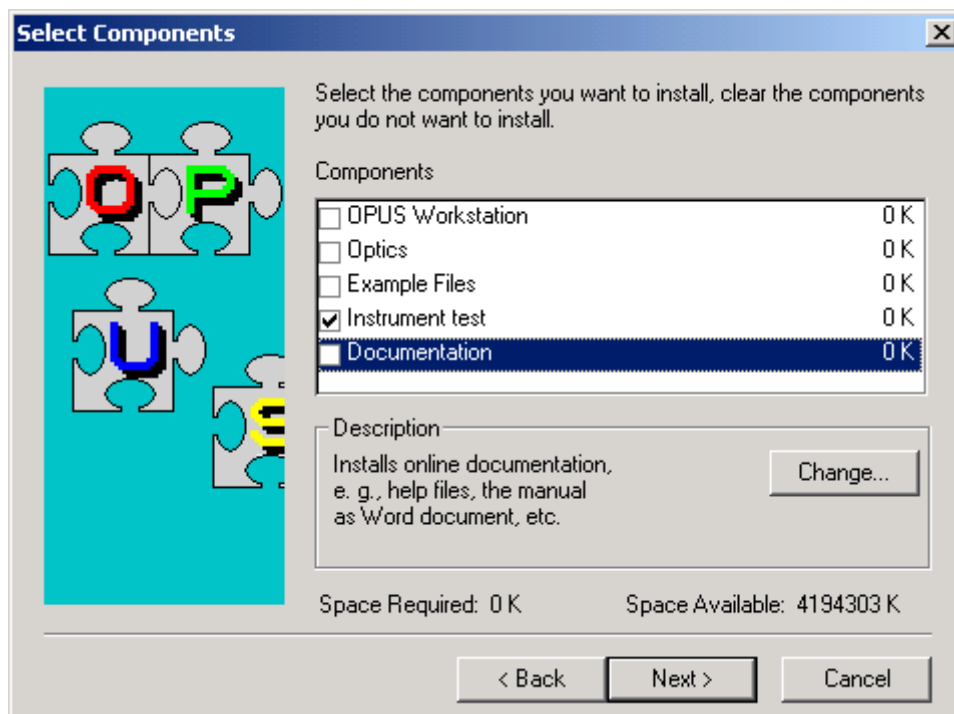 Select Components
Select the components you want to install, clear the components
you do not want to install.
Components
OPUS Workstation 0 K
Optics 0 K
Example Files 0 K
Instrument test 0 K
Documentation 0 K
O P
U
S
Description
Installs online documentation,
e. g., help files, the manual
as Word document, etc.
Change...
Space Required: 0 K Space Available: 4194303 K
< Back Next > Cancel